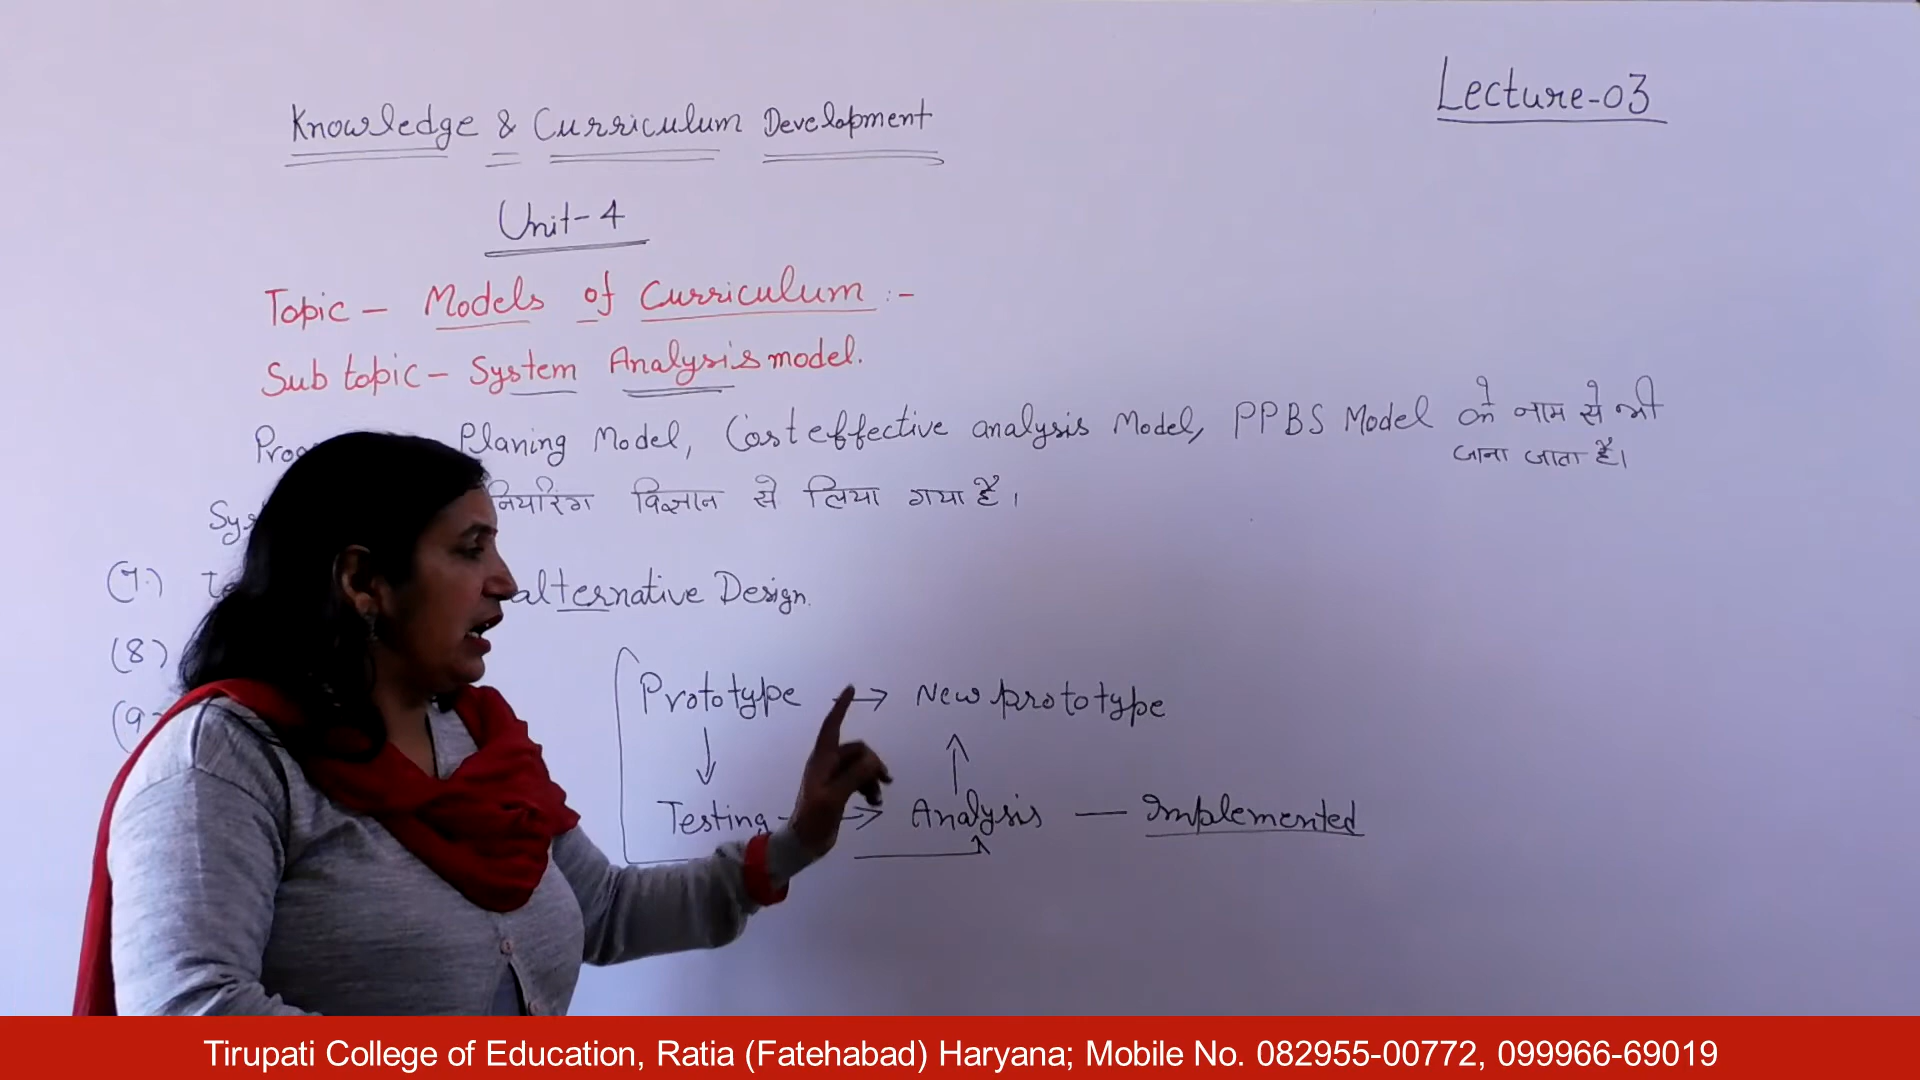 Lecture-03
Knowledge & Curriculum Development
Unit-4
Topic - Models of Curriculum :-
Sub topic - System Analysis model.
Planing Model, Cost effective analysis Model, PPBS Model के नाम से भी
जाना जाता है।
विज्ञान से लिया गया है।
(7.) alternative Design.
(8)
(9
Prototype → New prototype
Testing → Analysis — Implemented
Tirupati College of Education, Ratia (Fatehabad) Haryana; Mobile No. 082955-00772, 099966-69019